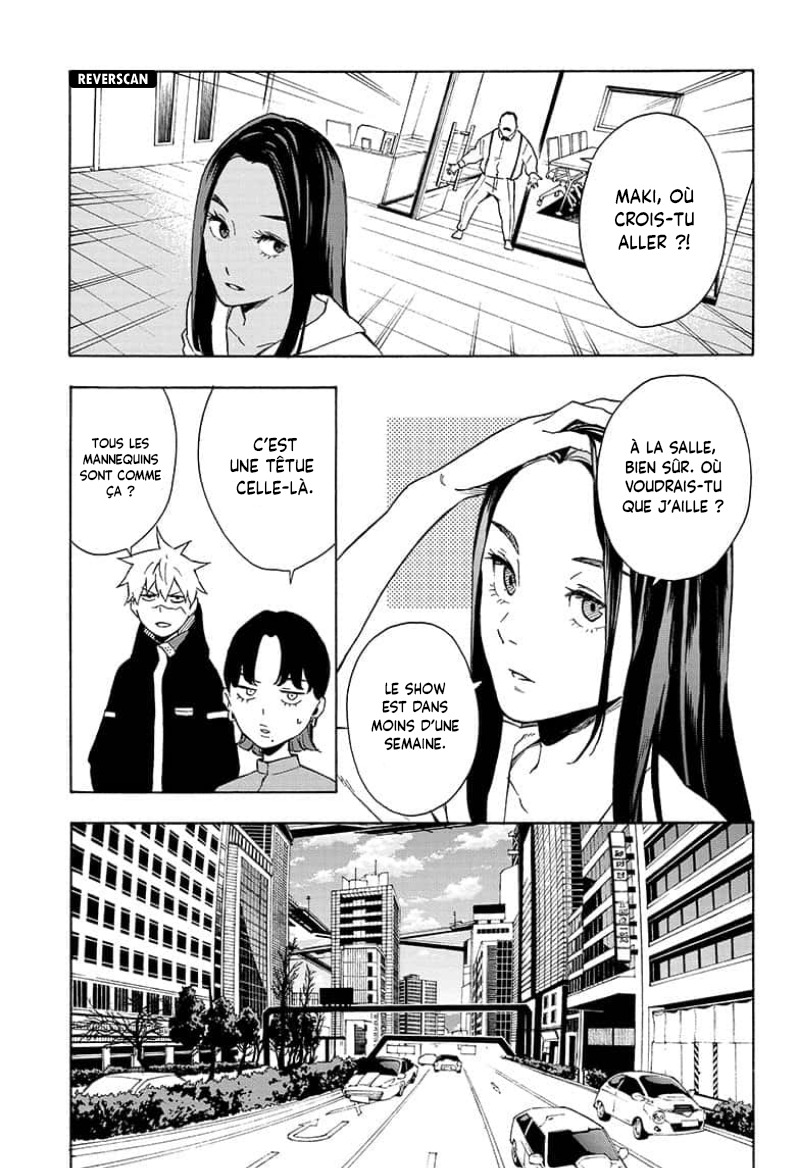 REVERSCAN
MAKI, OÙ
CROIS-TU
ALLER ?!
À LA SALLE,
BIEN SÛR. OÙ
VOUDRAIS-TU
QUE J'AILLE ?
LE SHOW
EST DANS
MOINS D'UNE
SEMAINE.
C'EST
UNE TÊTUE
CELLE-LÀ.
TOUS LES
MANNEQUINS
SONT COMME
ÇA ?